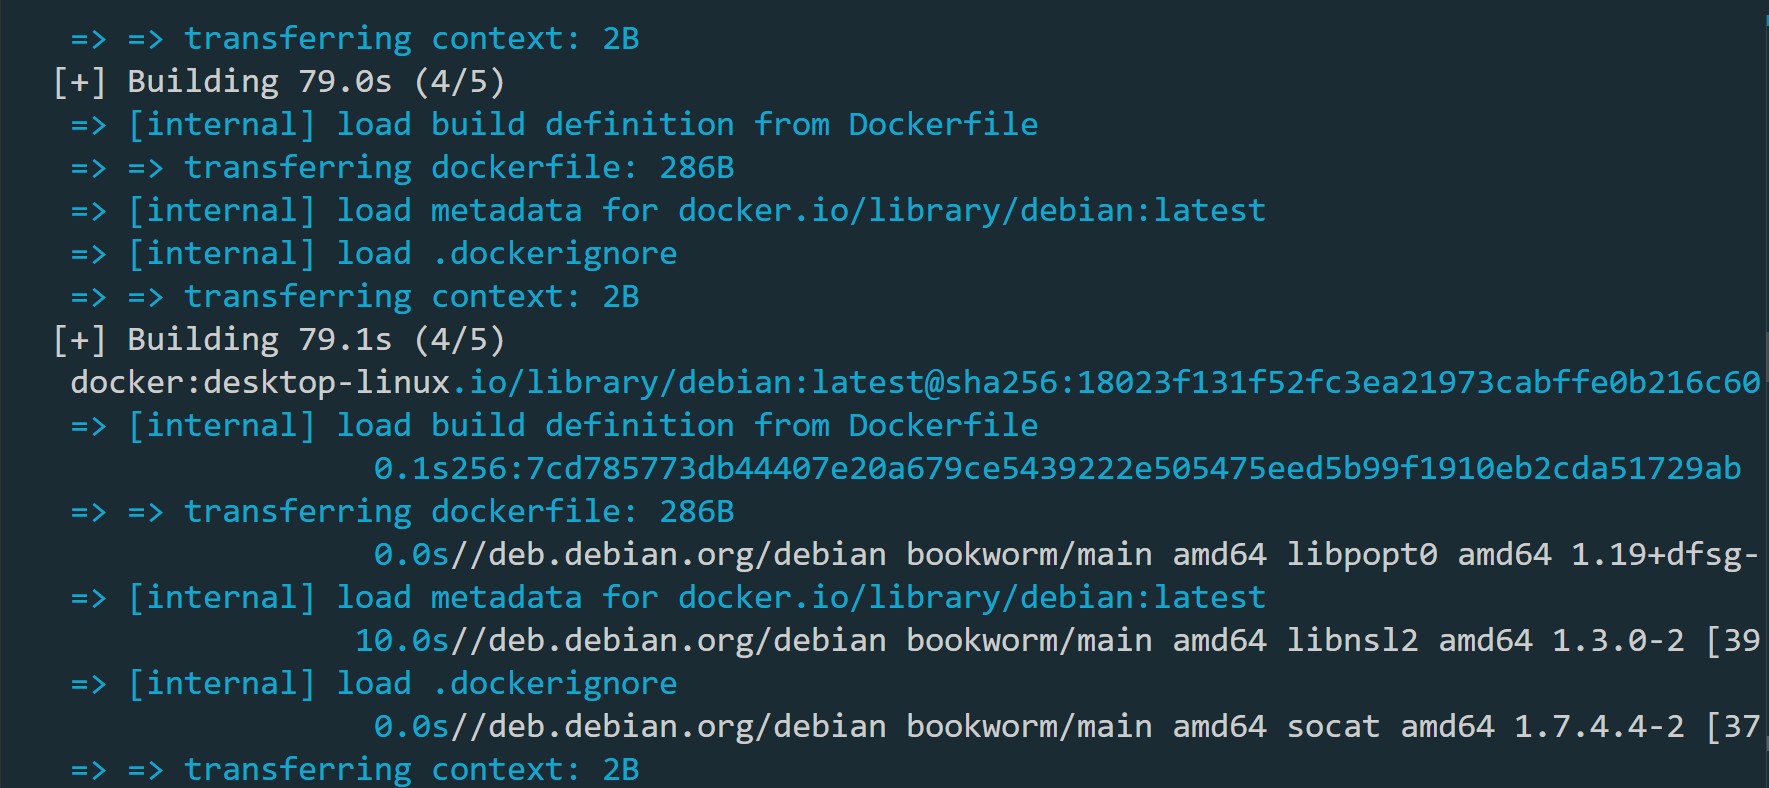 => => transferring context: 2B
[+] Building 79.0s (4/5)
=> [internal] load build definition from Dockerfile
=> => transferring dockerfile: 286B
=> [internal] load metadata for docker.io/library/debian:latest
=> [internal] load .dockerignore
=> => transferring context: 2B
[+] Building 79.1s (4/5)
docker:desktop-linux.io/library/debian:latest@sha256:18023f131f52fc3ea21973cabffe0b216c60
=> [internal] load build definition from Dockerfile
0.1s256:7cd785773db44407e20a679ce5439222e505475eed5b99f1910eb2cda51729ab
=> => transferring dockerfile: 286B
0.0s//deb.debian.org/debian bookworm/main amd64 libpopt0 amd64 1.19+dfsg-
=> [internal] load metadata for docker.io/library/debian:latest
10.0s//deb.debian.org/debian bookworm/main amd64 libnsl2 amd64 1.3.0-2 [39
=> [internal] load .dockerignore
0.0s//deb.debian.org/debian bookworm/main amd64 socat amd64 1.7.4.4-2 [37
=> => transferring context: 2B